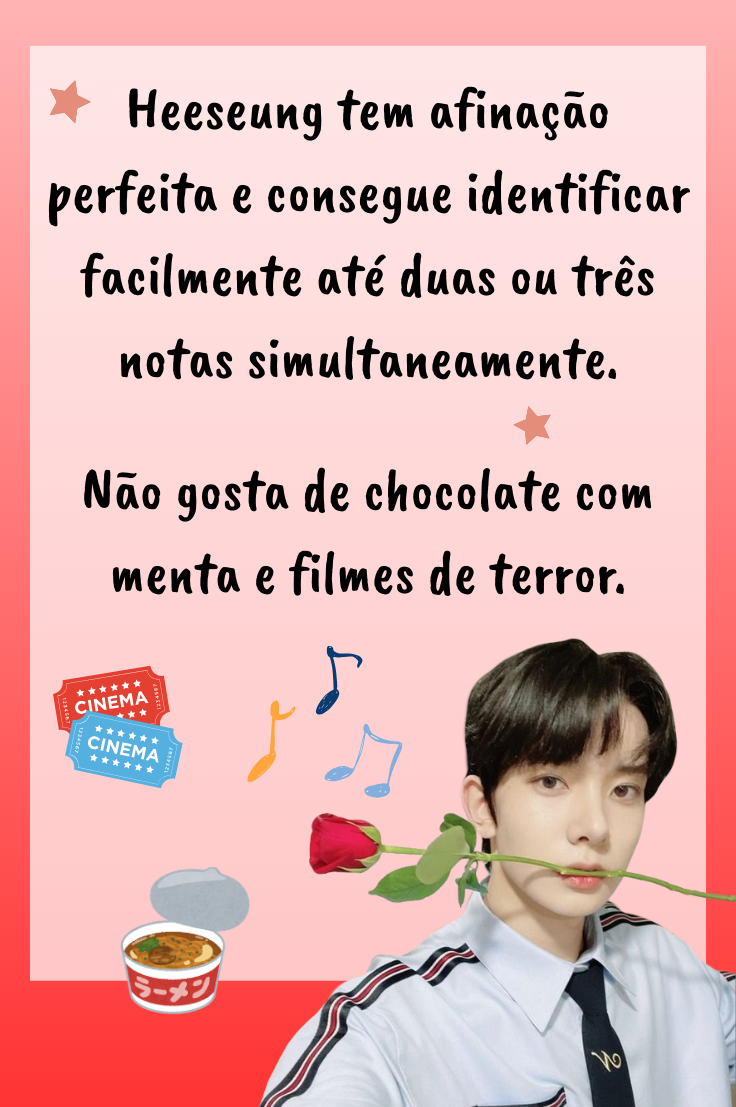 Heeseung tem afinação
perfeita e consegue identificar
facilmente até duas ou três
notas simultaneamente.
Não gosta de chocolate com
menta e filmes de terror.
CINEMA
CINEMA
ラーメン